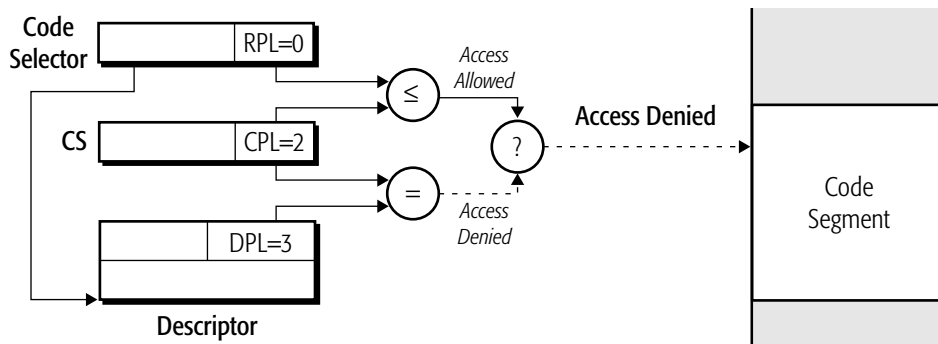 Code
Selector
RPL=0
Access
Allowed
≤
CS
CPL=2
?
Access Denied
=
Access
Denied
Code
Segment
DPL=3
Descriptor